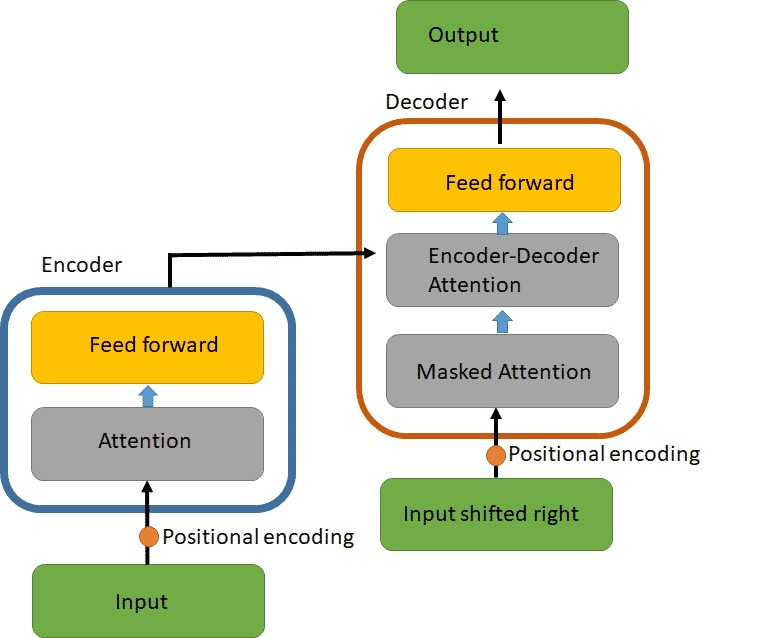 Output
Decoder
Feed forward
Encoder-Decoder
Attention
Encoder
Feed forward
Masked Attention
Attention
Positional encoding
Input shifted right
Positional encoding
Input